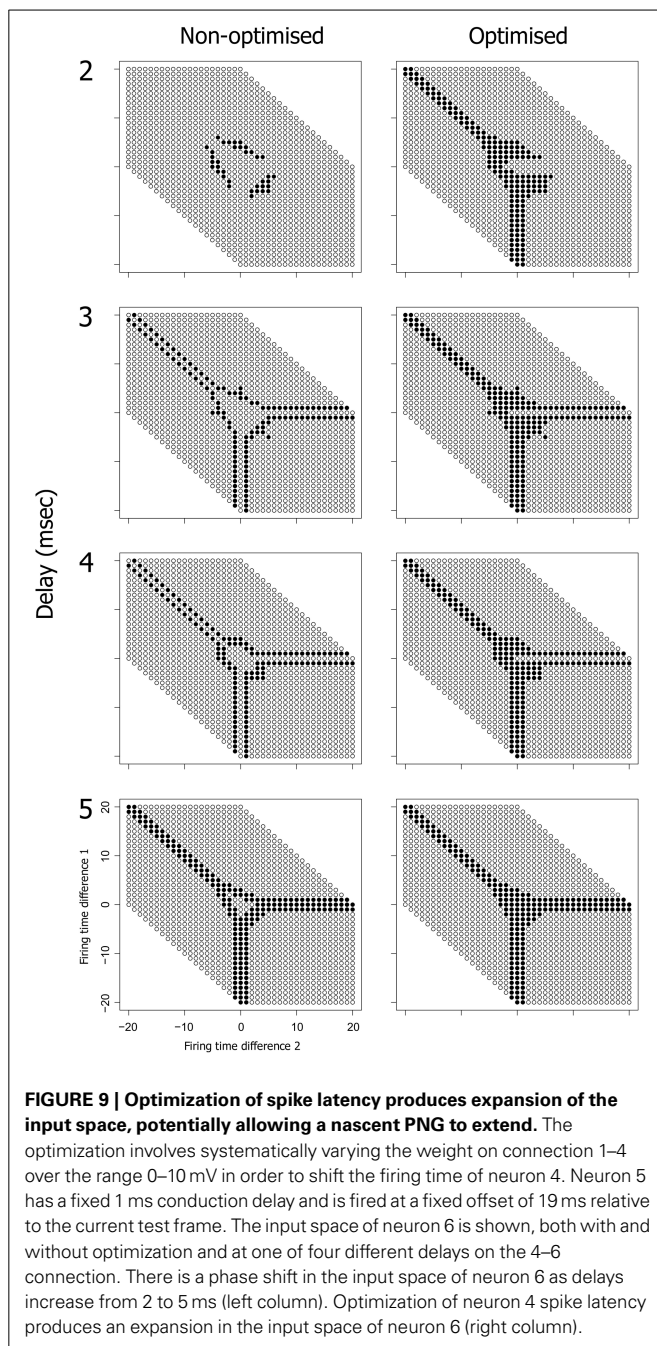 Non-optimised Optimised
2
3
Delay (msec)
4
5
20
10
0
−10
−20
Firing time difference 1
−20 −10 0 10 20
Firing time difference 2
FIGURE 9 | Optimization of spike latency produces expansion of the
input space, potentially allowing a nascent PNG to extend. The
optimization involves systematically varying the weight on connection 1–4
over the range 0–10 mV in order to shift the firing time of neuron 4. Neuron 5
has a fixed 1 ms conduction delay and is fired at a fixed offset of 19 ms relative
to the current test frame. The input space of neuron 6 is shown, both with and
without optimization and at one of four different delays on the 4–6
connection. There is a phase shift in the input space of neuron 6 as delays
increase from 2 to 5 ms (left column). Optimization of neuron 4 spike latency
produces an expansion in the input space of neuron 6 (right column).